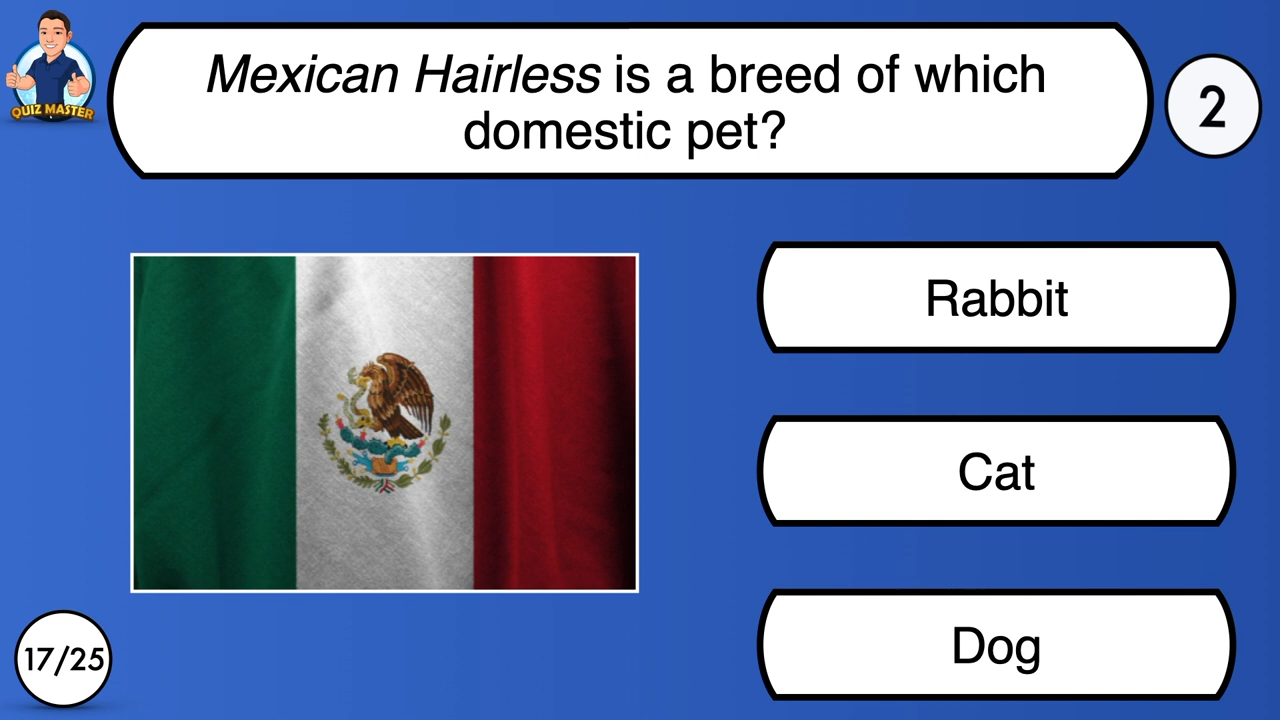 Mexican Hairless is a breed of which
domestic pet?
2
QUIZ MASTER
Rabbit
Cat
Dog
17/25